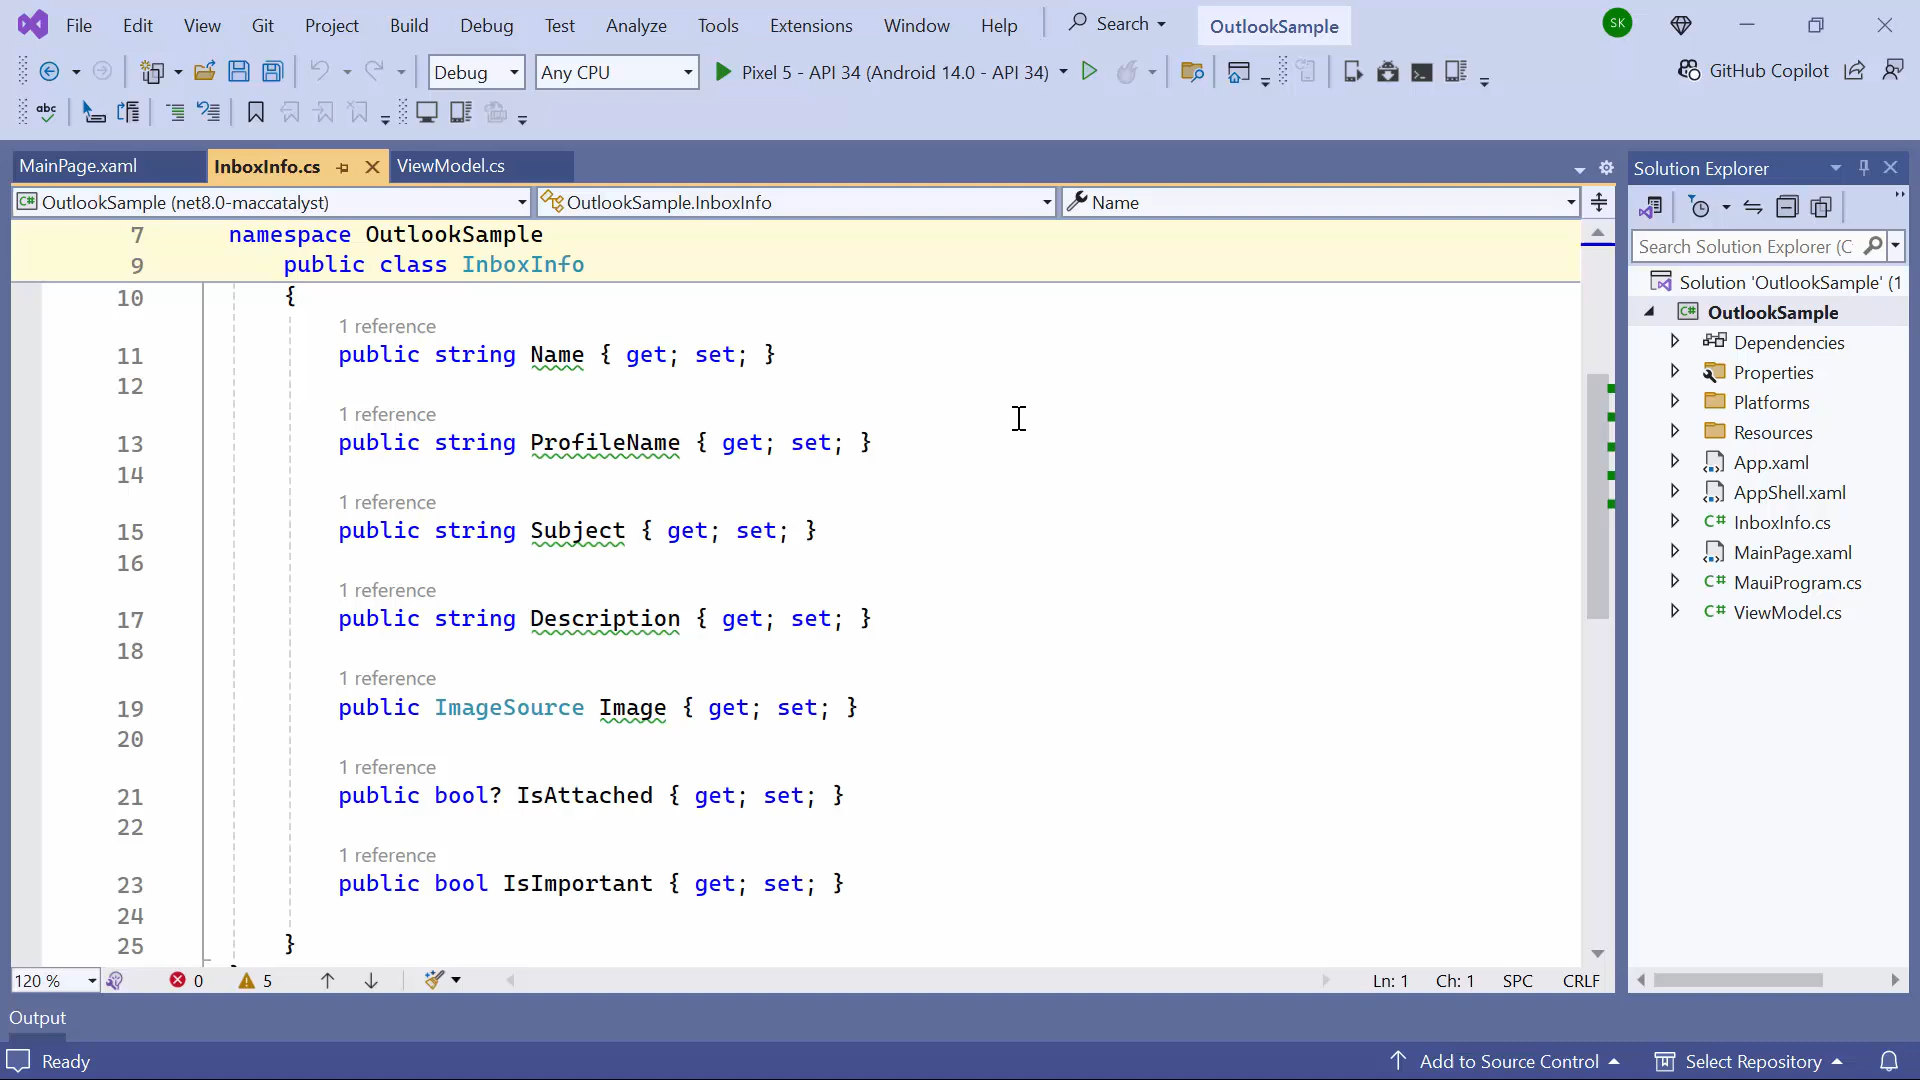 File Edit View Git Project Build Debug Test Analyze Tools Extensions Window Help Search OutlookSample SK
Debug Any CPU Pixel 5 - API 34 (Android 14.0 - API 34) GitHub Copilot
abc
MainPage.xaml InboxInfo.cs ViewModel.cs
OutlookSample (net8.0-maccatalyst) OutlookSample.InboxInfo Name
7 namespace OutlookSample
9 public class InboxInfo
10 {
1 reference
11 public string Name { get; set; }
12
1 reference
13 public string ProfileName { get; set; }
14
1 reference
15 public string Subject { get; set; }
16
1 reference
17 public string Description { get; set; }
18
1 reference
19 public ImageSource Image { get; set; }
20
1 reference
21 public bool? IsAttached { get; set; }
22
1 reference
23 public bool IsImportant { get; set; }
24
25 }
120 % 0 5 Ln: 1 Ch: 1 SPC CRLF
Solution Explorer
Search Solution Explorer (C
Solution 'OutlookSample' (1
C# OutlookSample
Dependencies
Properties
Platforms
Resources
App.xaml
AppShell.xaml
C# InboxInfo.cs
MainPage.xaml
C# MauiProgram.cs
C# ViewModel.cs
Output
Ready Add to Source Control Select Repository